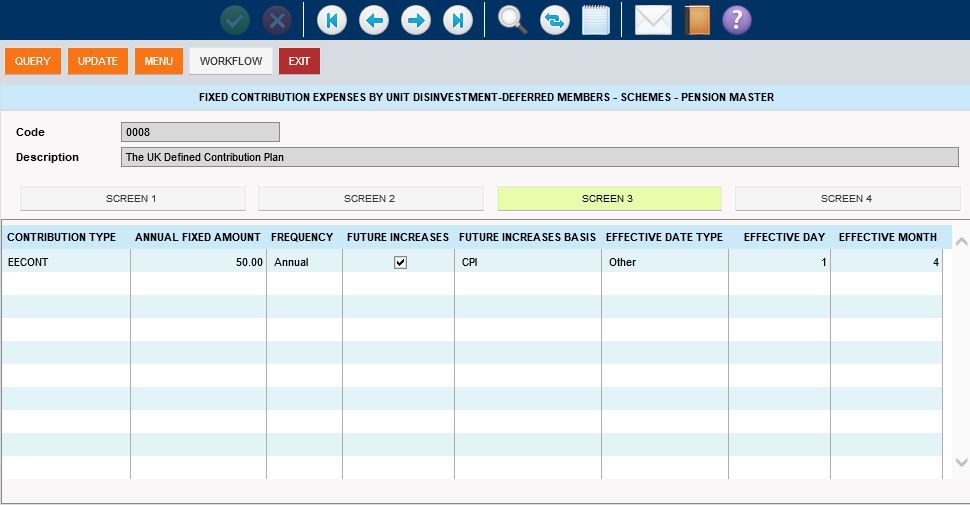 ?
QUERY UPDATE MENU WORKFLOW EXIT
FIXED CONTRIBUTION EXPENSES BY UNIT DISINVESTMENT-DEFERRED MEMBERS - SCHEMES - PENSION MASTER
Code 0008
Description The UK Defined Contribution Plan
SCREEN 1 SCREEN 2 SCREEN 3 SCREEN 4
CONTRIBUTION TYPE ANNUAL FIXED AMOUNT FREQUENCY FUTURE INCREASES FUTURE INCREASES BASIS EFFECTIVE DATE TYPE EFFECTIVE DAY EFFECTIVE MONTH
EECONT 50.00 Annual CPI Other 1 4